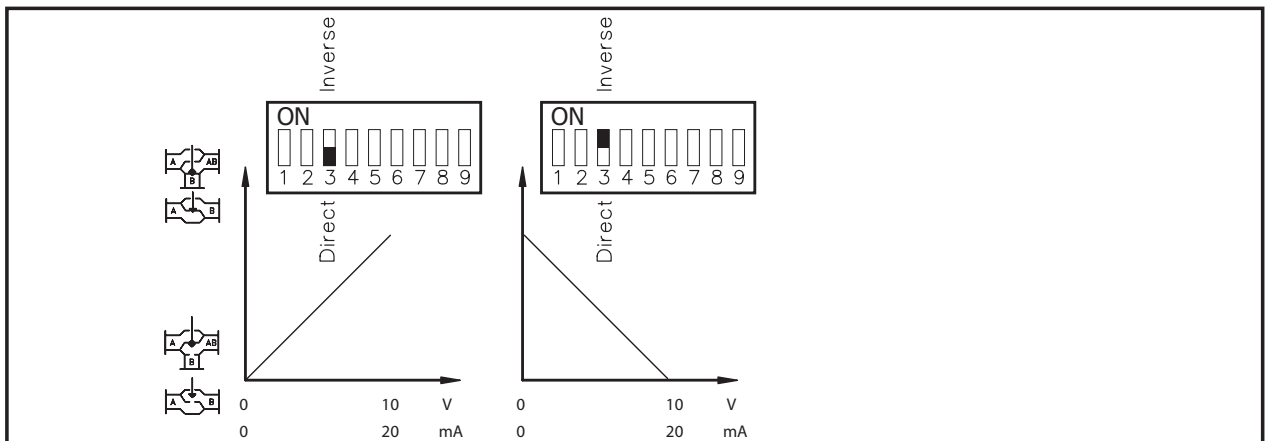 Inverse Inverse
ON ON
1 2 3 4 5 6 7 8 9 1 2 3 4 5 6 7 8 9
A AB
B
A B
Direct Direct
A AB
B
A B
0 10 V 0 10 V
0 20 mA 0 20 mA